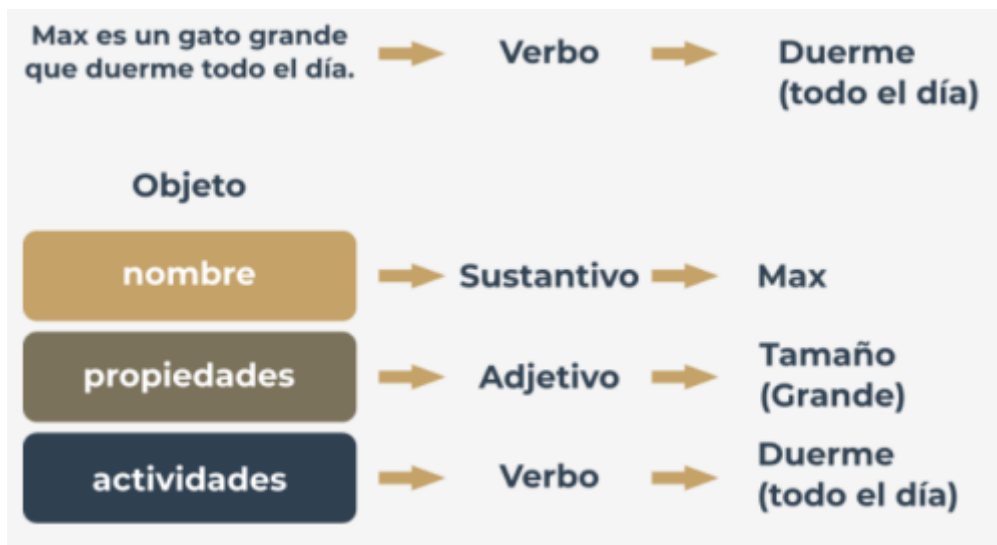 Max es un gato grande
que duerme todo el día.
Verbo
Duerme
(todo el día)
Objeto
nombre
Sustantivo
Max
propiedades
Adjetivo
Tamaño
(Grande)
actividades
Verbo
Duerme
(todo el día)